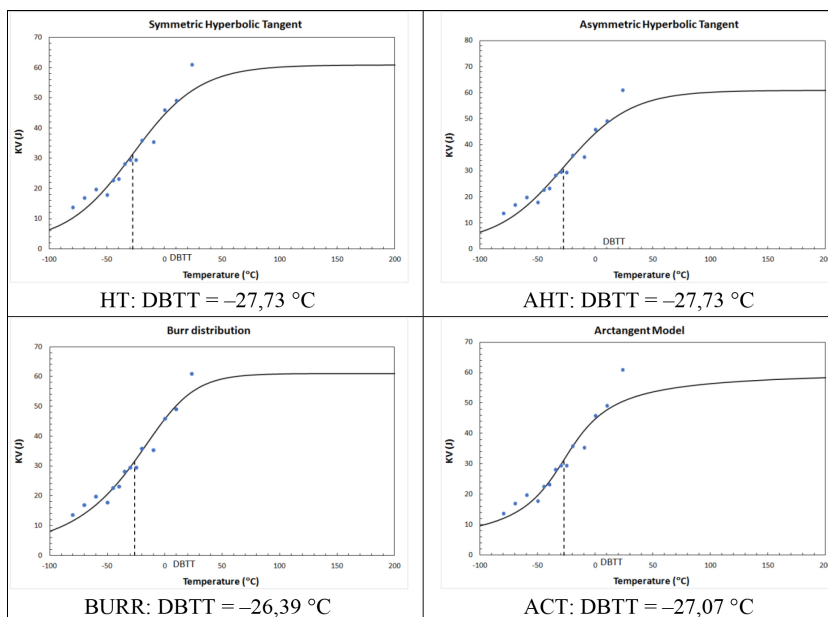 Symmetric Hyperbolic Tangent
70
60
50
40
30
20
10
0
KV (J)
-100 -50 0 50 100 150 200
DBTT
Temperature (°C)
HT: DBTT = –27,73 °C
Asymmetric Hyperbolic Tangent
80
70
60
50
40
30
20
10
0
KV (J)
-100 -50 0 50 100 150 200
DBTT
Temperature (°C)
AHT: DBTT = –27,73 °C
Burr distribution
70
60
50
40
30
20
10
0
KV (J)
-100 -50 0 50 100 150 200
DBTT
Temperature (°C)
BURR: DBTT = –26,39 °C
Arctangent Model
70
60
50
40
30
20
10
0
KV (J)
-100 -50 0 50 100 150 200
DBTT
Temperature (°C)
ACT: DBTT = –27,07 °C